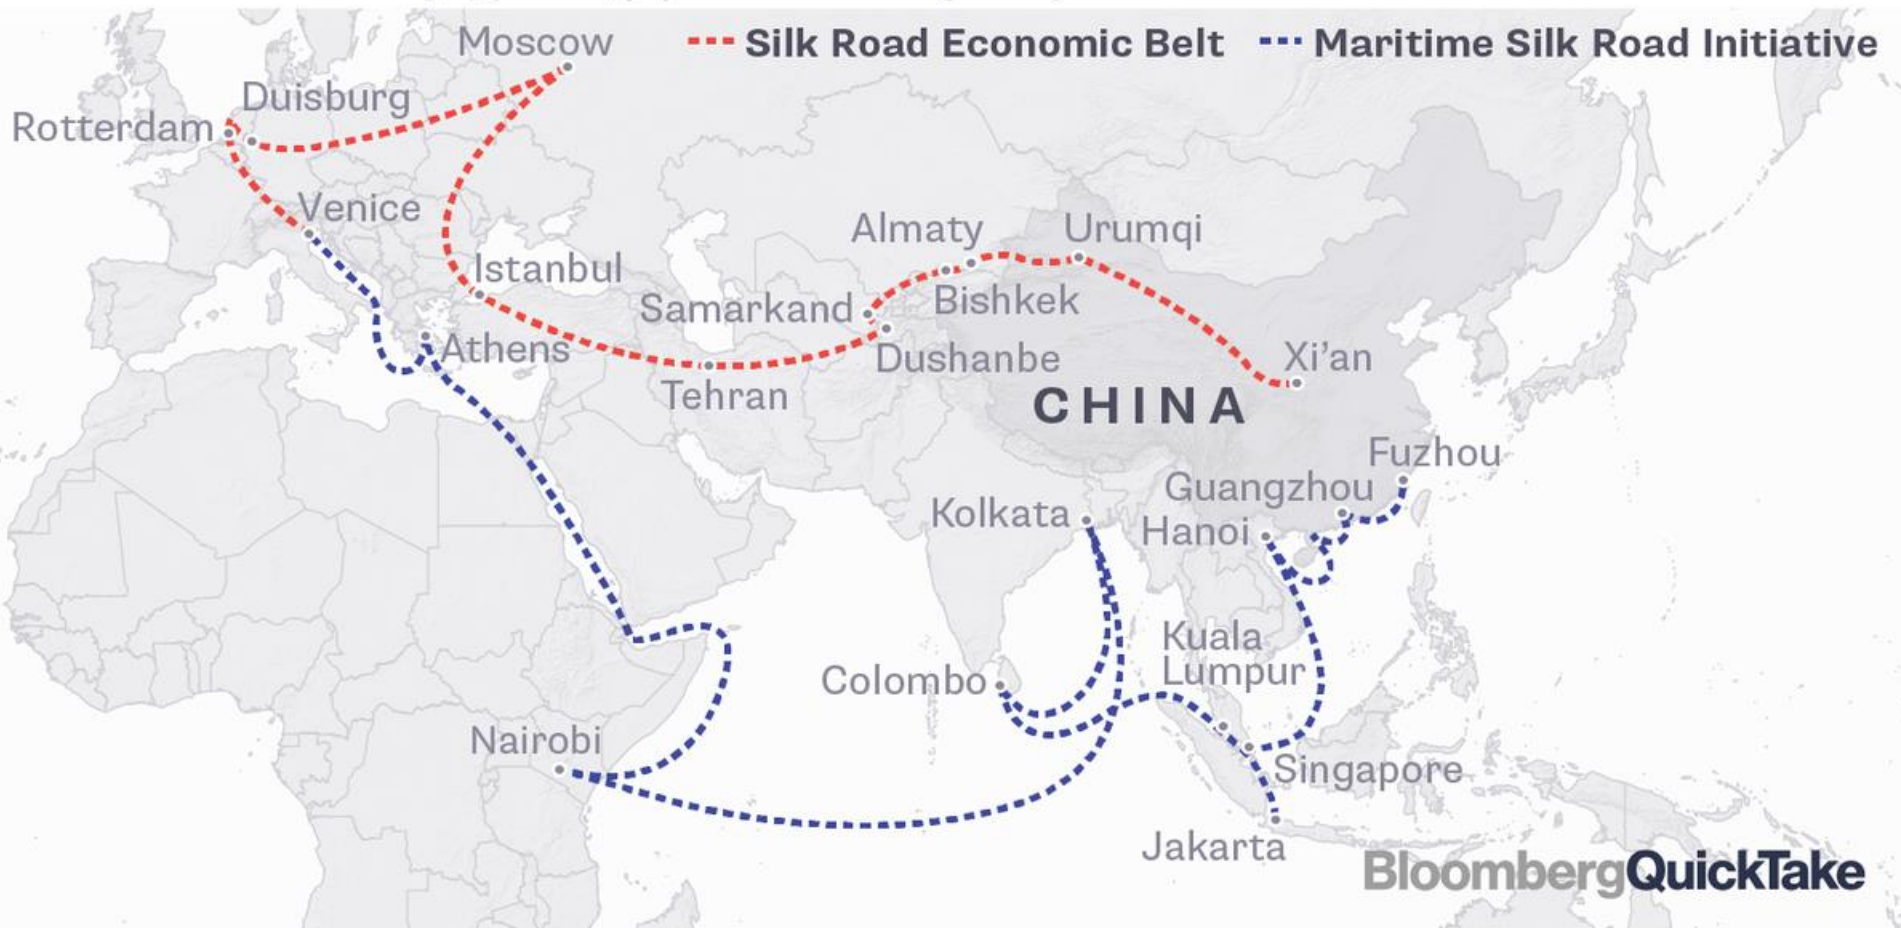 Moscow
Silk Road Economic Belt
Maritime Silk Road Initiative
Duisburg
Rotterdam
Venice
Almaty
Urumqi
Istanbul
Samarkand
Bishkek
Athens
Dushanbe
Xi’an
Tehran
CHINA
Fuzhou
Guangzhou
Kolkata
Hanoi
Kuala
Lumpur
Colombo
Nairobi
Singapore
Jakarta
BloombergQuickTake